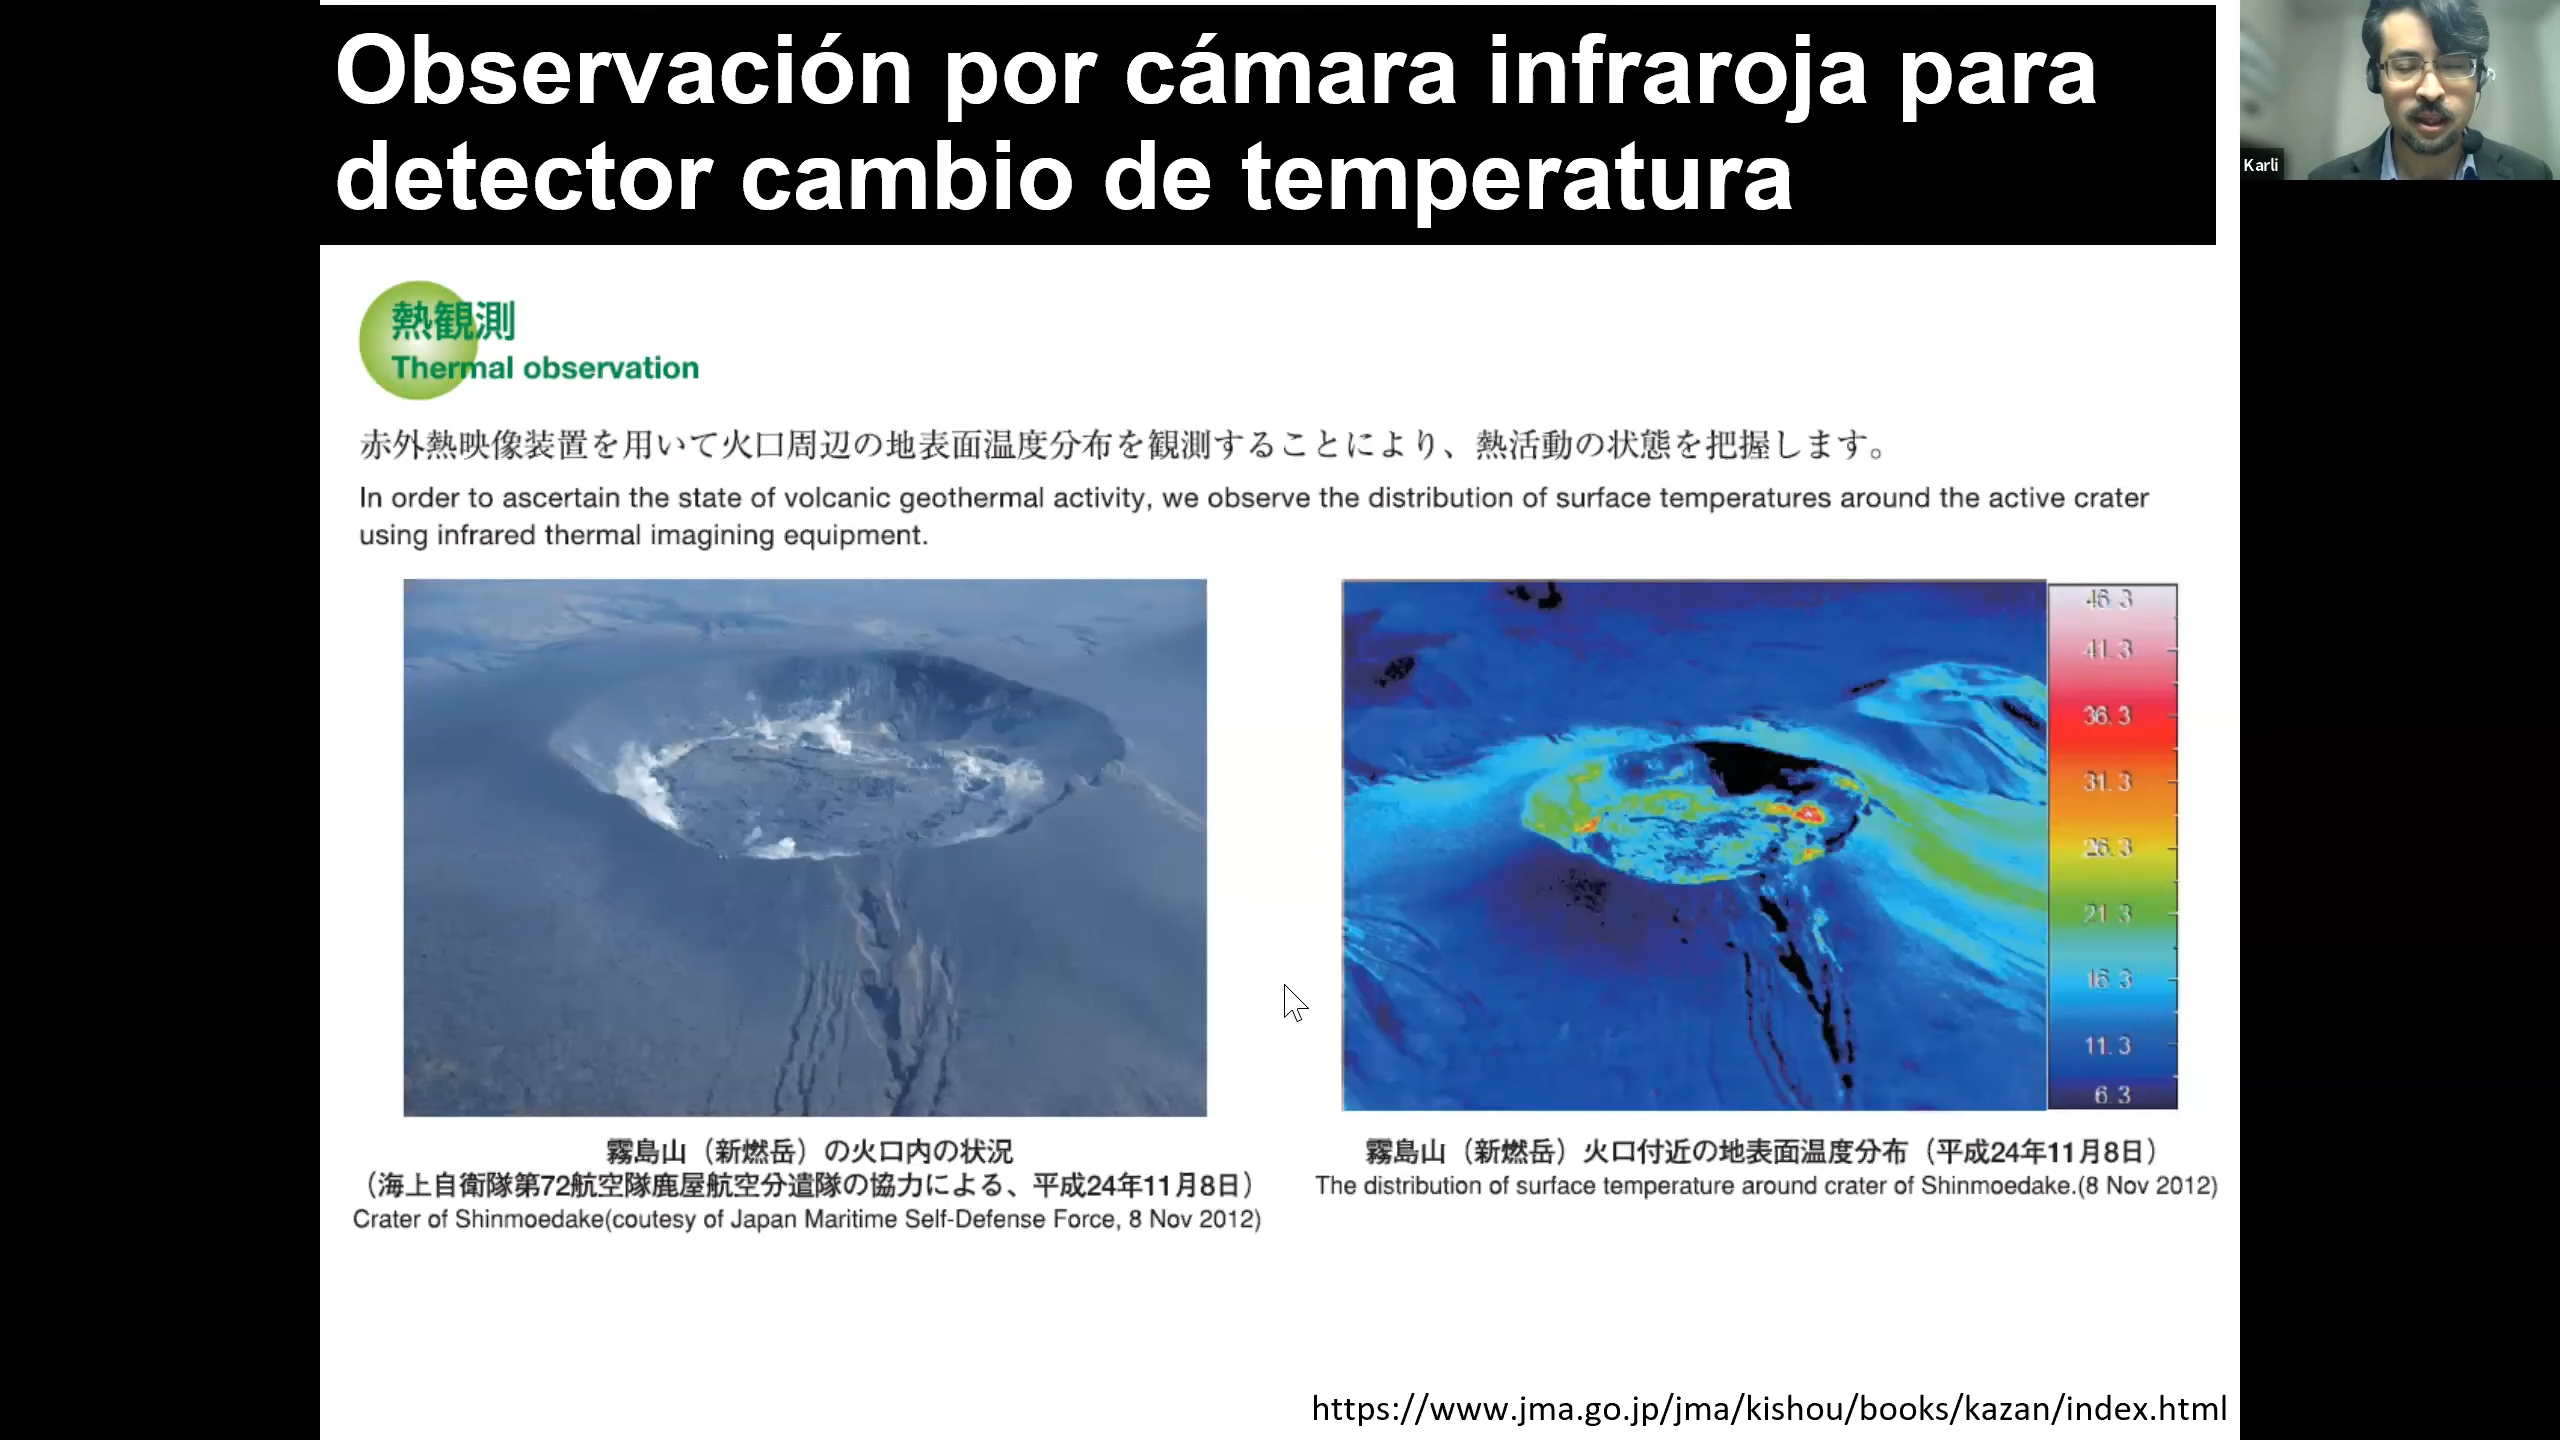 Observación por cámara infraroja para
detector cambio de temperatura
Karli
熱観測
Thermal observation
赤外熱映像装置を用いて火口周辺の地表面温度分布を観測することにより、熱活動の状態を把握します。
In order to ascertain the state of volcanic geothermal activity, we observe the distribution of surface temperatures around the active crater
using infrared thermal imagining equipment.
46.3
41.3
36.3
31.3
26.3
21.3
16.3
11.3
6.3
霧島山（新燃岳）の火口内の状況
（海上自衛隊第72航空隊鹿屋航空分遣隊の協力による、平成24年11月8日）
Crater of Shinmoedake(coutesy of Japan Maritime Self-Defense Force, 8 Nov 2012)
霧島山（新燃岳）火口付近の地表面温度分布（平成24年11月8日）
The distribution of surface temperature around crater of Shinmoedake.(8 Nov 2012)
https://www.jma.go.jp/jma/kishou/books/kazan/index.html